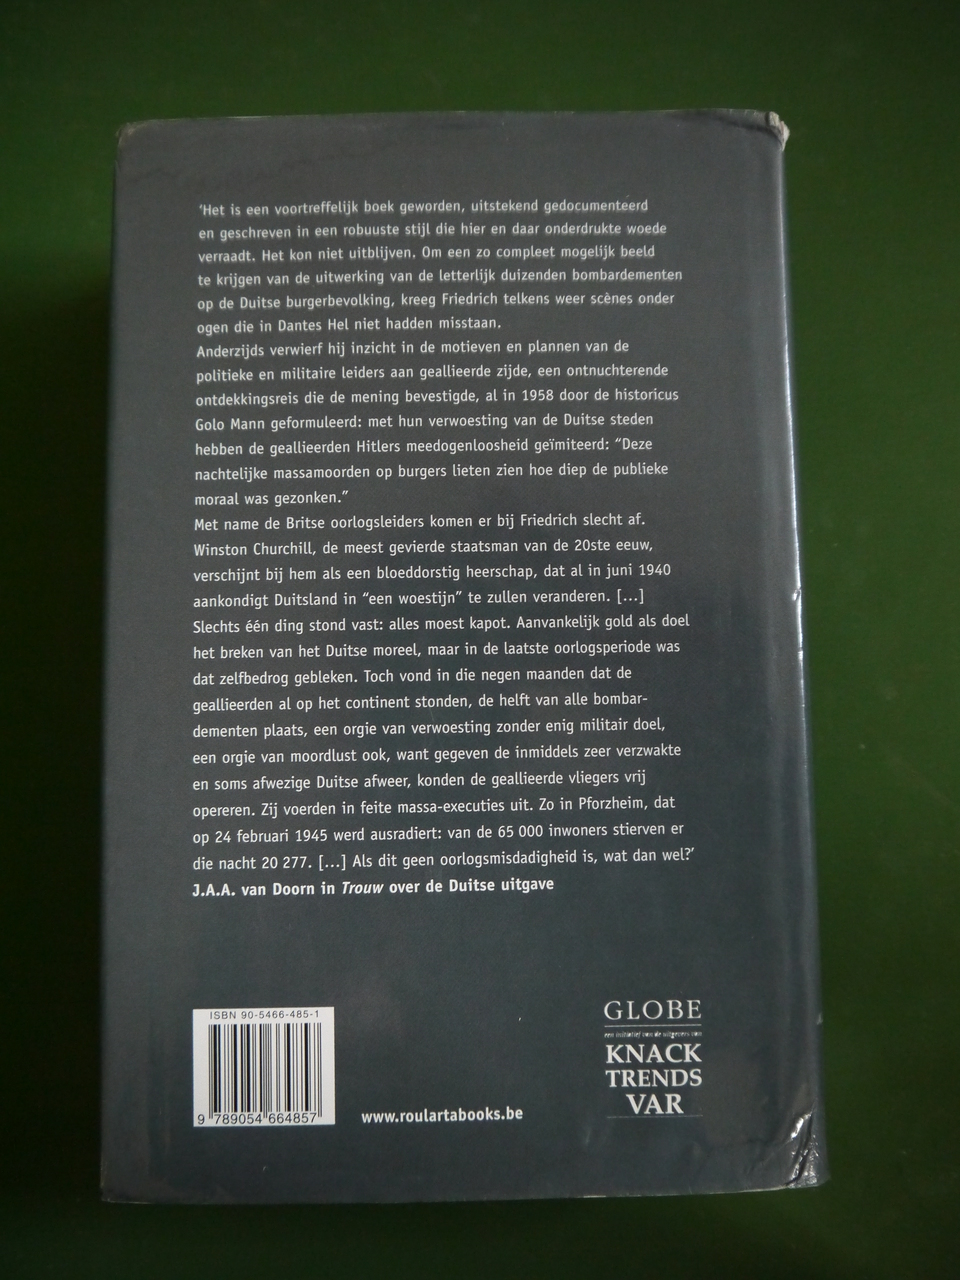 'Het is een voortreffelijk boek geworden, uitstekend gedocumenteerd
en geschreven in een robuuste stijl die hier en daar onderdrukte woede
verraadt. Het kon niet uitblijven. Om een zo compleet mogelijk beeld
te krijgen van de uitwerking van de letterlijk duizenden bombardementen
op de Duitse burgerbevolking, kreeg Friedrich telkens weer scènes onder
ogen die in Dantes Hel niet hadden misstaan.
Anderzijds verwierf hij inzicht in de motieven en plannen van de
politieke en militaire leiders aan geallieerde zijde, een ontnuchterende
ontdekkingsreis die de mening bevestigde, al in 1958 door de historicus
Golo Mann geformuleerd: met hun verwoesting van de Duitse steden
hebben de geallieerden Hitlers meedogenloosheid geïmiteerd: "Deze
nachtelijke massamoorden op burgers lieten zien hoe diep de publieke
moraal was gezonken."
Met name de Britse oorlogsleiders komen er bij Friedrich slecht af.
Winston Churchill, de meest gevierde staatsman van de 20ste eeuw,
verschijnt bij hem als een bloeddorstig heerschap, dat al in juni 1940
aankondigt Duitsland in "een woestijn" te zullen veranderen. [...]
Slechts één ding stond vast: alles moest kapot. Aanvankelijk gold als doel
het breken van het Duitse moreel, maar in de laatste oorlogsperiode was
dat zelfbedrog gebleken. Toch vond in die negen maanden dat de
geallieerden al op het continent stonden, de helft van alle bombar-
dementen plaats, een orgie van verwoesting zonder enig militair doel,
een orgie van moordlust ook, want gegeven de inmiddels zeer verzwakte
en soms afwezige Duitse afweer, konden de geallieerde vliegers vrij
opereren. Zij voerden in feite massa-executies uit. Zo in Pforzheim, dat
op 24 februari 1945 werd ausradiert: van de 65 000 inwoners stierven er
die nacht 20 277. [...] Als dit geen oorlogsmisdadigheid is, wat dan wel?'
J.A.A. van Doorn in Trouw over de Duitse uitgave
ISBN 90-5466-485-1
9 789054 664857
www.roulartabooks.be
GLOBE
een initiatief van de uitgevers van
KNACK
TRENDS
VAR